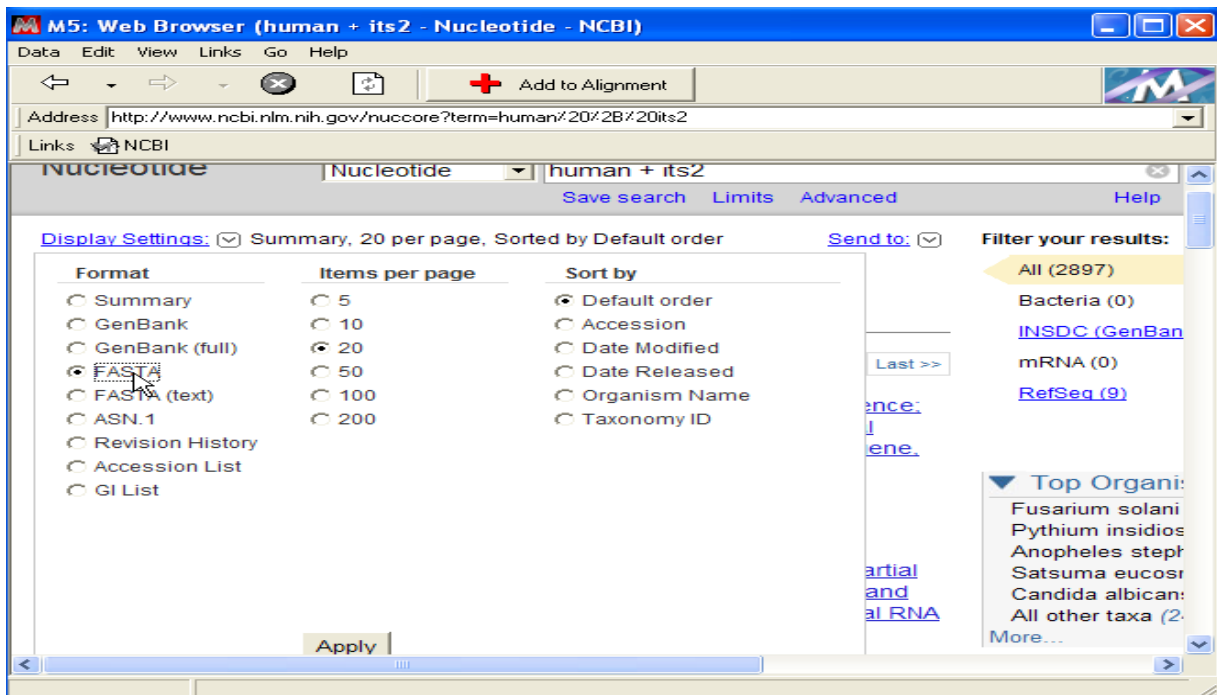 M5: Web Browser (human + its2 - Nucleotide - NCBI)
Data Edit View Links Go Help
Add to Alignment
Address http://www.ncbi.nlm.nih.gov/nuccore?term=human%20%2B%20its2
Links NCBI
Nucleotide Nucleotide human + its2
Save search Limits Advanced Help
Display Settings: Summary, 20 per page, Sorted by Default order Send to: Filter your results:
Format Items per page Sort by All (2897)
Summary 5 Default order Bacteria (0)
GenBank 10 Accession INSDC (GenBan
GenBank (full) 20 Date Modified
FASTA 50 Date Released Last >> mRNA (0)
FASTA (text) 100 Organism Name RefSeq (9)
ASN.1 200 Taxonomy ID ence;
Revision History l
Accession List ene,
GI List Top Organi
Fusarium solani
Pythium insidios
Anopheles steph
artial Satsuma eucos
and Candida albican
al RNA All other taxa (2
Apply More...